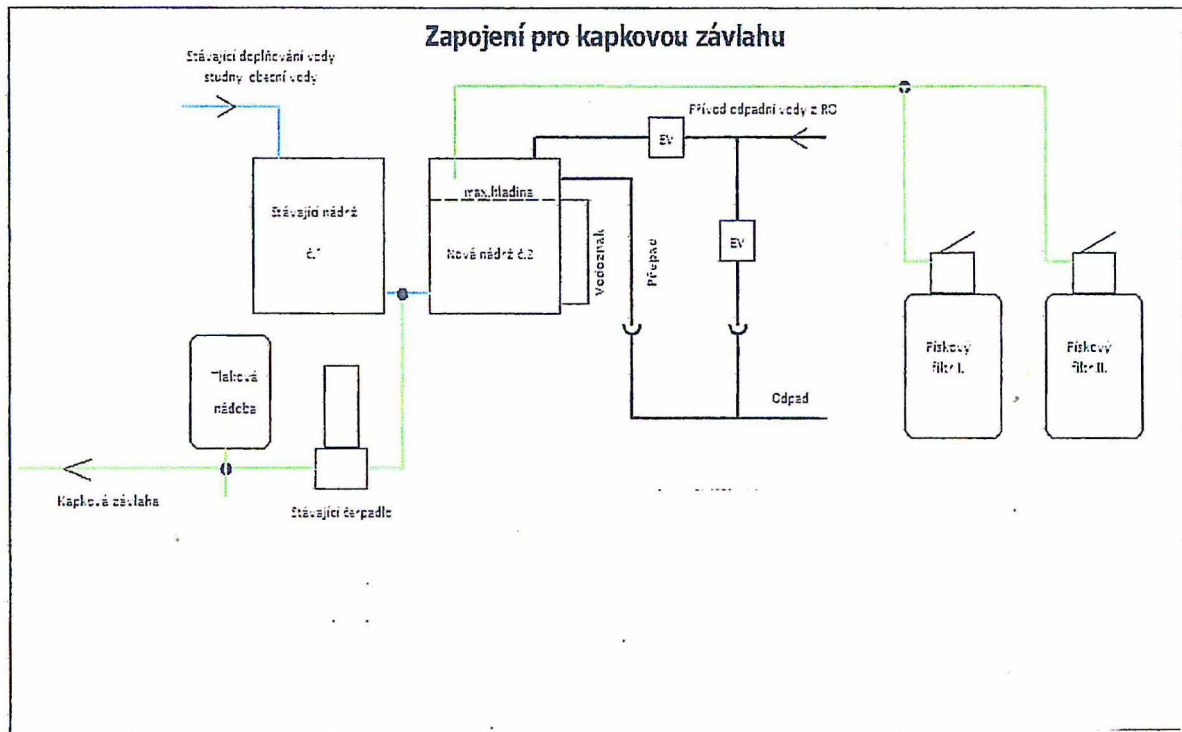 Zapojení pro kapkovou závlahu
Stávající doplňování vody
studny obecní vody
Přívod odpadní vody z RO
EV
max.hladina
Stávající nádrž
č.1
Nová nádrž č.2
Vodoznak
Přepad
EV
Tlaková
nádoba
Pískový
filtr I.
Pískový
filtr II.
Odpad
Kapková závlaha
Stávající čerpadlo